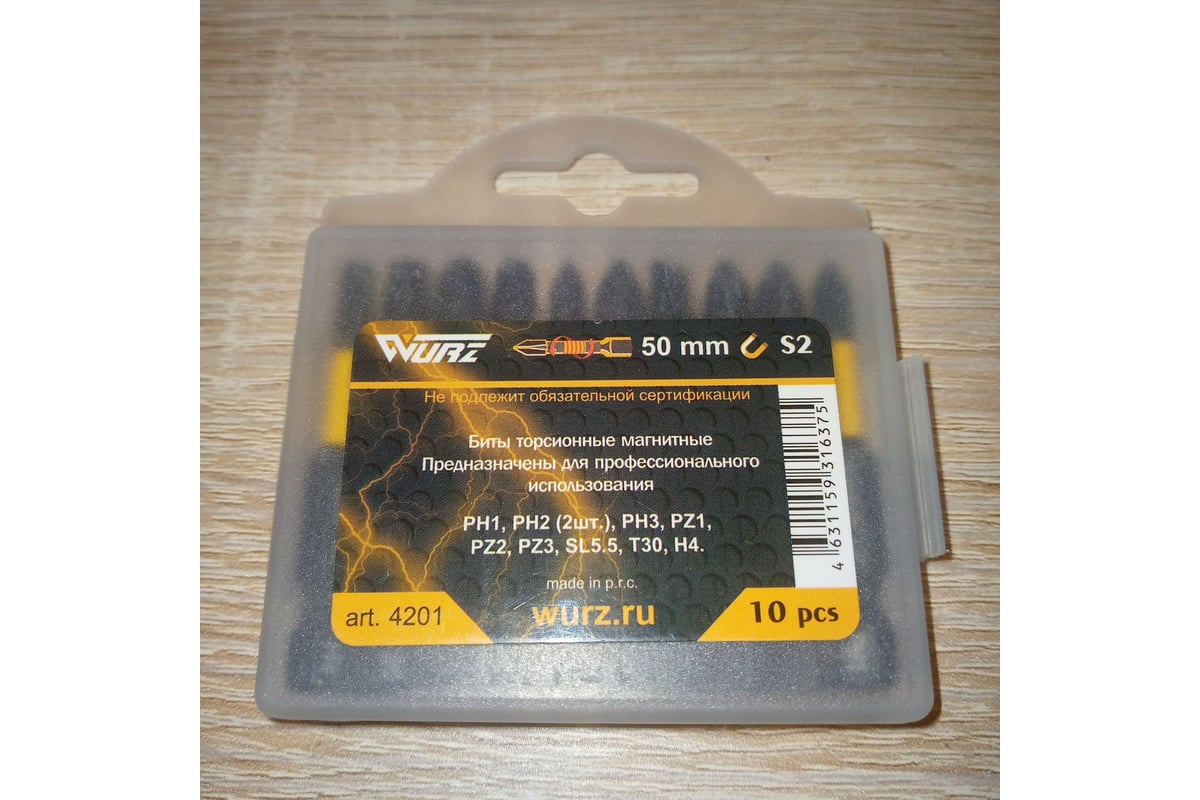 WURZ 50 mm S2
Не подлежит обязательной сертификации
Биты торсионные магнитные
Предназначены для профессионального
использования
PH1, PH2 (2шт.), PH3, PZ1,
PZ2, PZ3, SL5.5, T30, H4.
made in p.r.c.
art. 4201 wurz.ru 10 pcs
4 631159 316375